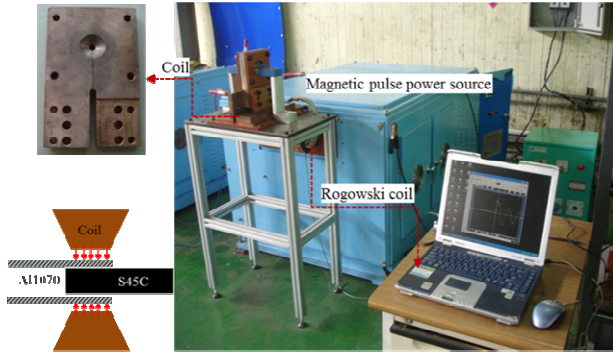 Coil
Magnetic pulse power source
Rogowski coil
Coil
Al1070
S45C